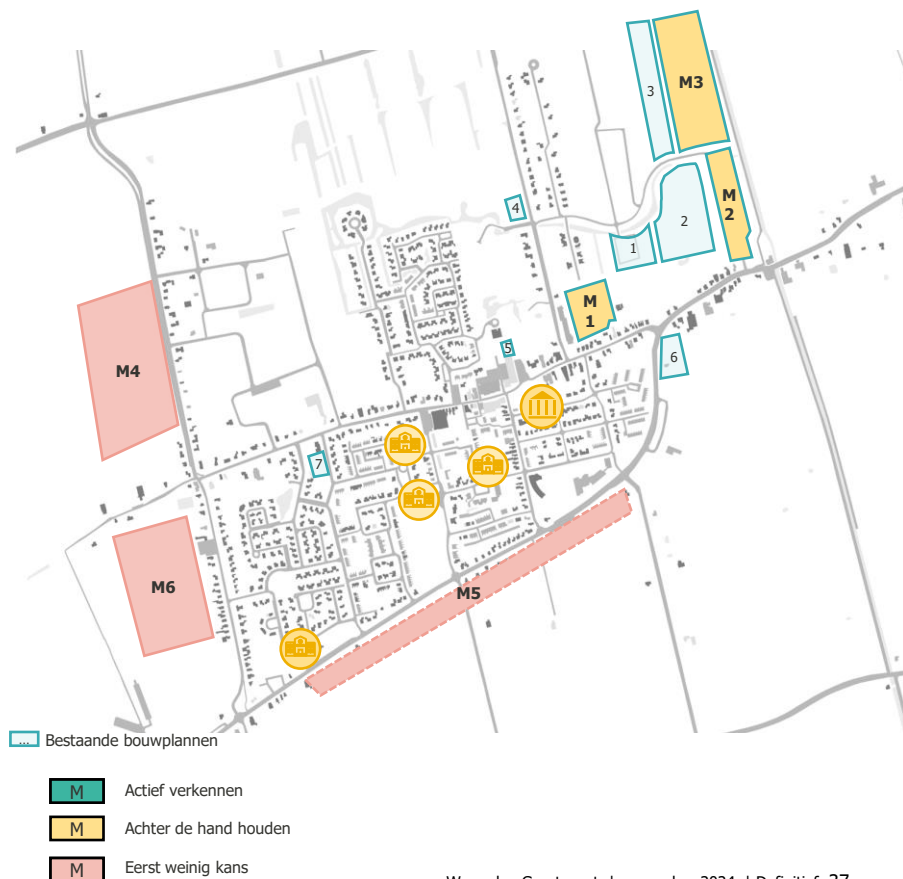 3
M3
4
M
2
2
1
M
1
5
6
M4
7
M6
M5
... Bestaande bouwplannen
M Actief verkennen
M Achter de hand houden
M Eerst weinig kans